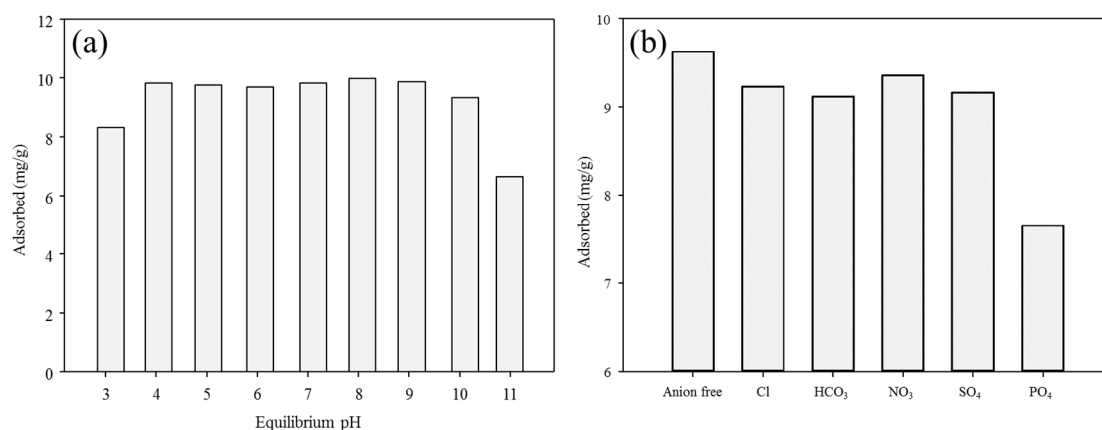 (a)
Adsorbed (mg/g)
12
10
8
6
4
2
0
3 4 5 6 7 8 9 10 11
Equilibrium pH
(b)
Adsorbed (mg/g)
10
9
8
7
6
Anion free Cl HCO₃ NO₃ SO₄ PO₄